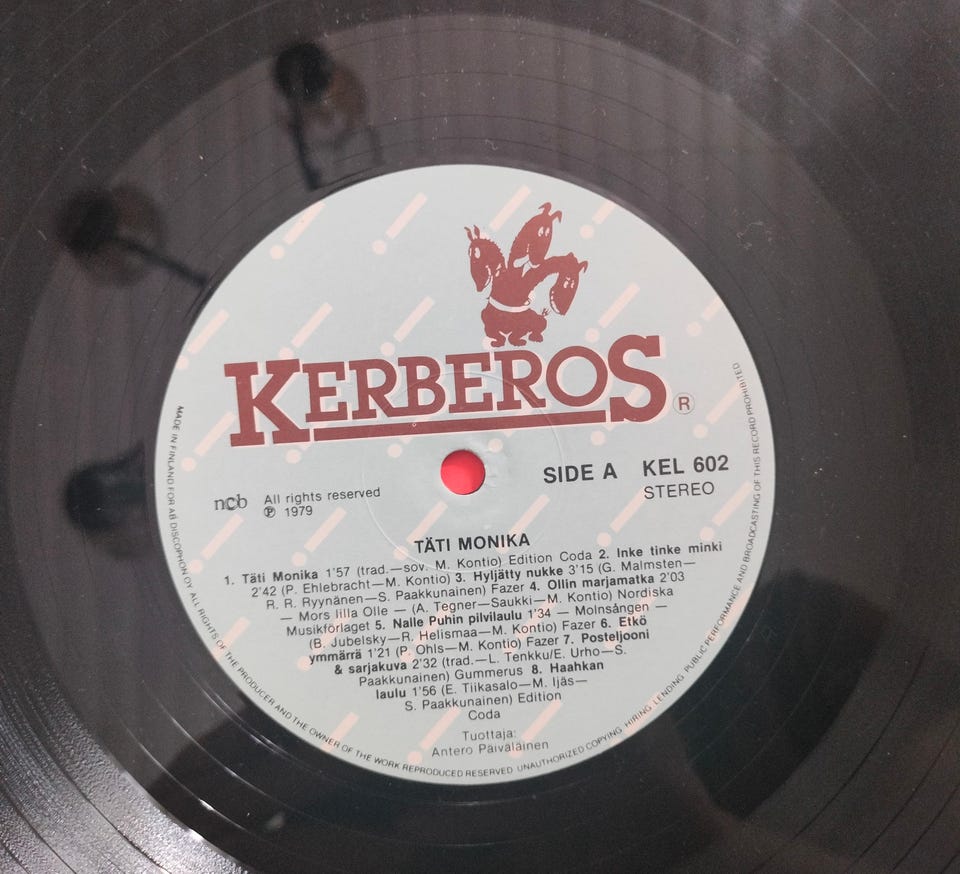 KERBEROS
®
SIDE A KEL 602
STEREO
ncb All rights reserved
℗ 1979
TÄTI MONIKA
1. Täti Monika 1'57 (trad.—sov. M. Kontio) Edition Coda 2. Inke tinke minki
2'42 (P. Ehlebracht—M. Kontio) 3. Hyljätty nukke 3'15 (G. Malmsten—
R. R. Ryynänen—S. Paakkunainen) Fazer 4. Ollin marjamatka 2'03
— Mors lilla Olle — (A. Tegner—Saukki—M. Kontio) Nordiska
Musikförlaget 5. Nalle Puhin pilvilaulu 1'34 — Molnsången —
(B. Jubelsky—R. Helismaa—M. Kontio) Fazer 6. Etkö
ymmärrä 1'21 (P. Ohls—M. Kontio) Fazer 7. Posteljooni
& sarjakuva 2'32 (trad.—L. Tenkku/E. Urho—S.
Paakkunainen) Gummerus 8. Haahkan
laulu 1'56 (E. Tiikasalo—M. Ijäs—
S. Paakkunainen) Edition
Coda
Tuottaja:
Antero Päiväläinen
MADE IN FINLAND FOR AB DISCOPHON OY ALL RIGHTS OF THE PRODUCER AND THE OWNER OF THE WORK REPRODUCED RESERVED UNAUTHORIZED COPYING HIRING LENDING PUBLIC PERFORMANCE AND BROADCASTING OF THIS RECORD PROHIBITED